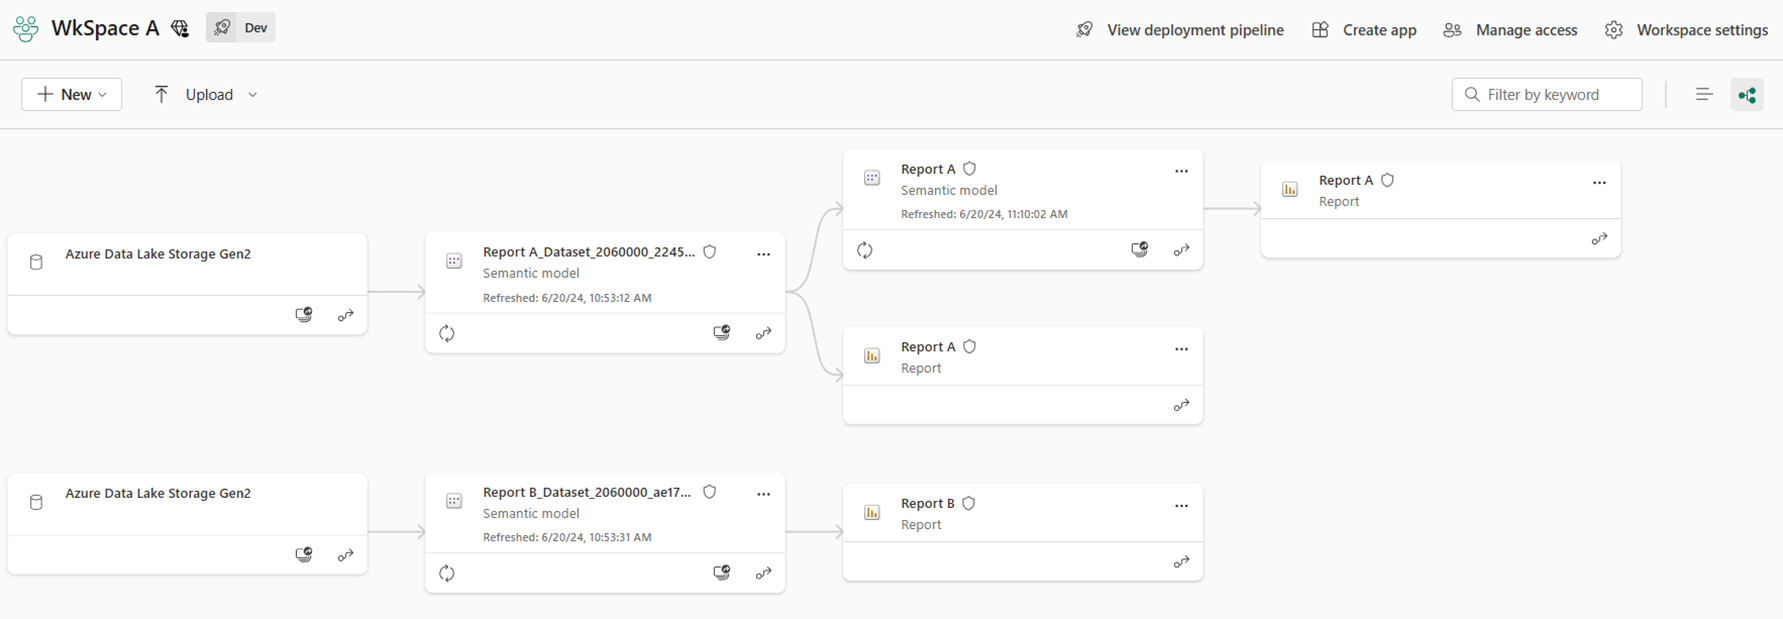 WkSpace A
Dev
View deployment pipeline
Create app
Manage access
Workspace settings
New
Upload
Filter by keyword
Azure Data Lake Storage Gen2
Report A_Dataset_2060000_2245...
Semantic model
Refreshed: 6/20/24, 10:53:12 AM
Report A
Semantic model
Refreshed: 6/20/24, 11:10:02 AM
Report A
Report
Report A
Report
Azure Data Lake Storage Gen2
Report B_Dataset_2060000_ae17...
Semantic model
Refreshed: 6/20/24, 10:53:31 AM
Report B
Report